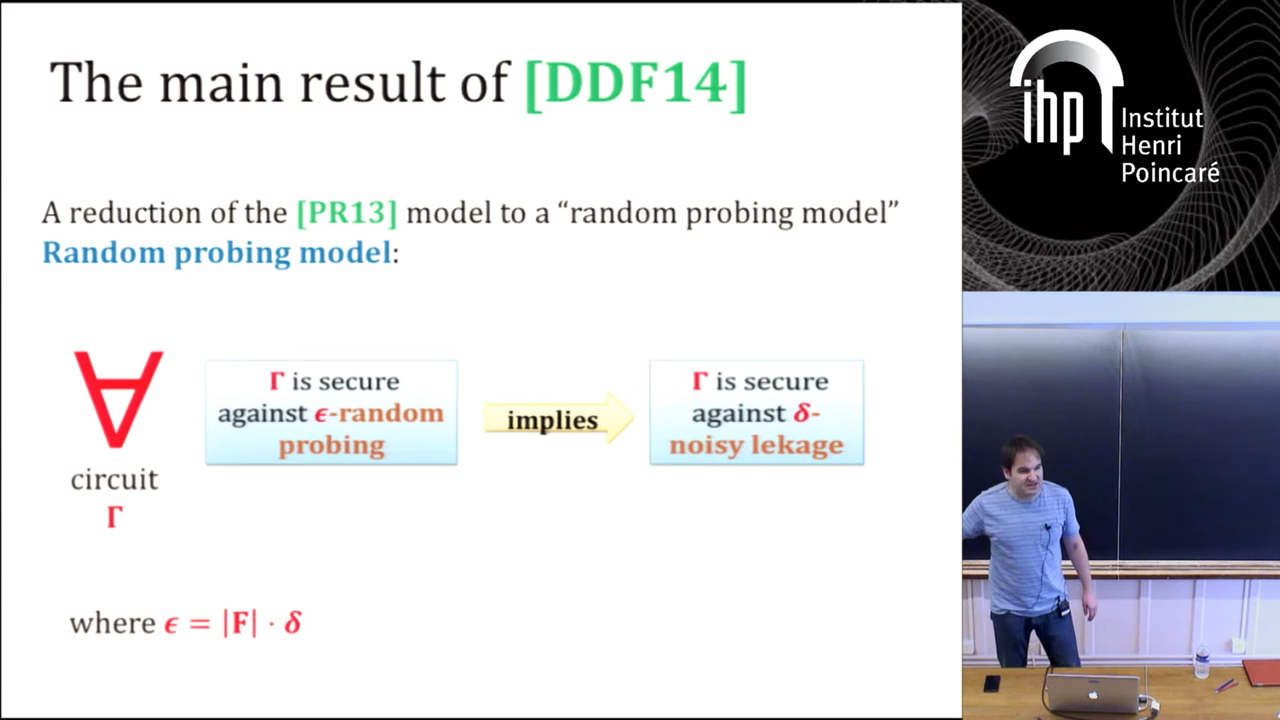 The main result of [DDF14]
A reduction of the [PR13] model to a “random probing model”
Random probing model:
∀
circuit
Γ
Γ is secure
against ϵ-random
probing
implies
Γ is secure
against δ-
noisy lekage
where ϵ = |F| · δ
ihp
Institut
Henri
Poincaré